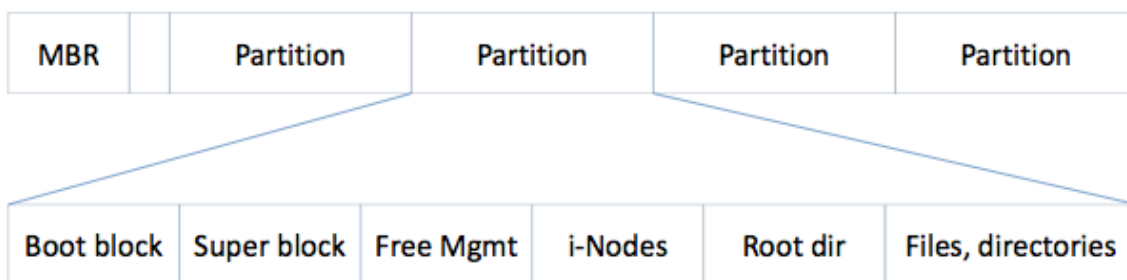 MBR Partition Partition Partition Partition
Boot block Super block Free Mgmt i-Nodes Root dir Files, directories